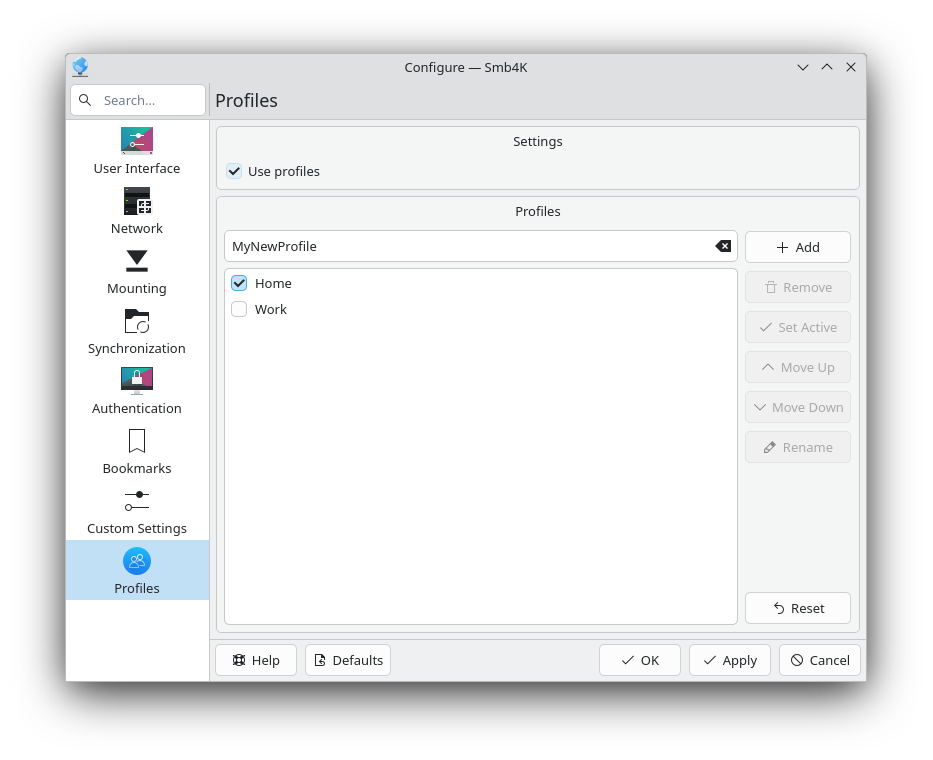 Configure — Smb4K
Search...
Profiles
User Interface
Network
Mounting
Synchronization
Authentication
Bookmarks
Custom Settings
Profiles
Settings
Use profiles
Profiles
MyNewProfile
Add
Home
Work
Remove
Set Active
Move Up
Move Down
Rename
Reset
Help
Defaults
OK
Apply
Cancel